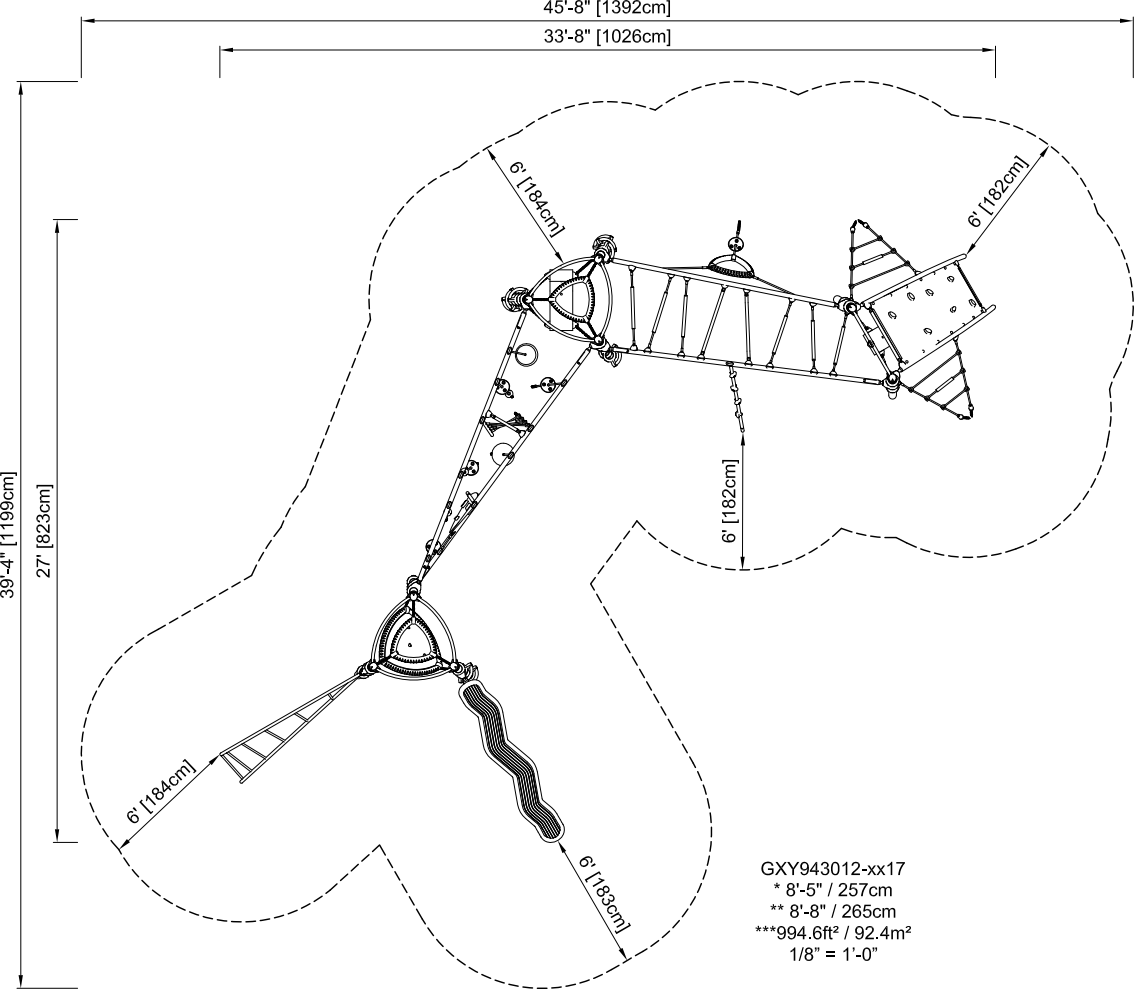 45'-8" [1392cm]
33'-8" [1026cm]
6' [184cm]
6' [182cm]
39'-4" [1199cm]
27' [823cm]
6' [182cm]
6' [184cm]
6' [183cm]
GXY943012-xx17
* 8'-5" / 257cm
** 8'-8" / 265cm
***994.6ft² / 92.4m²
1/8" = 1'-0"